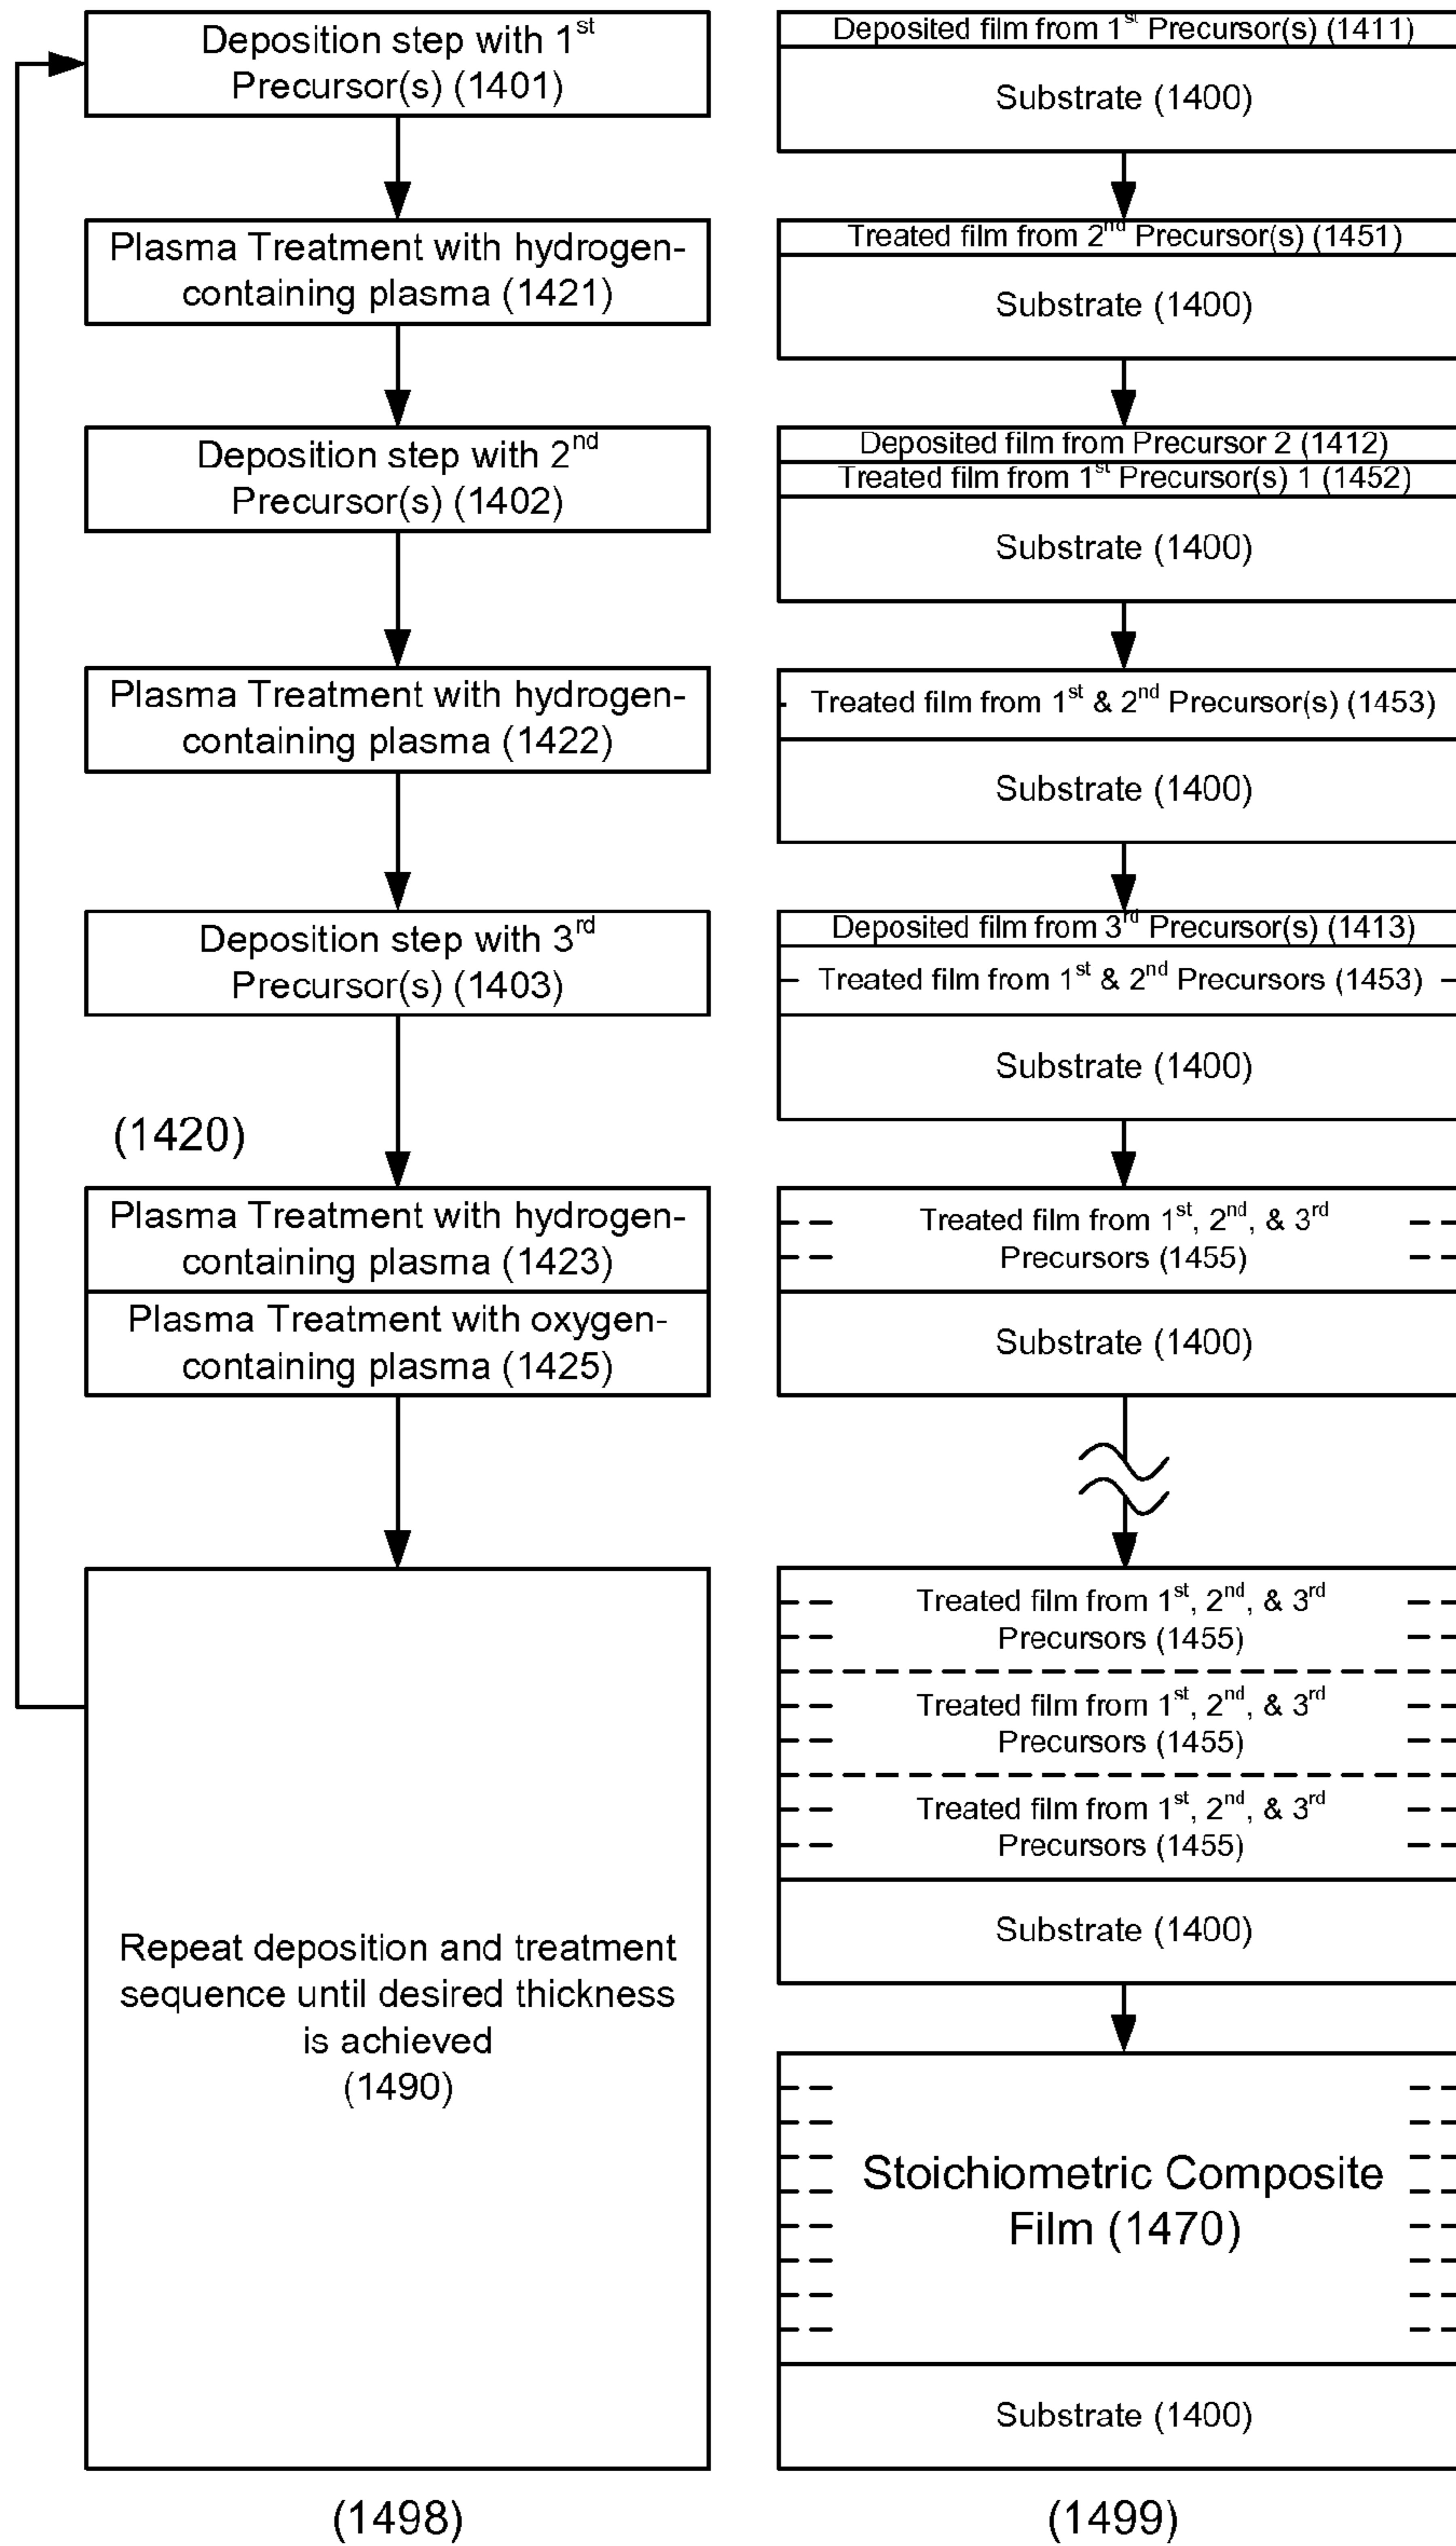 Deposition step with 1st
Precursor(s) (1401)
Plasma Treatment with hydrogen-
containing plasma (1421)
Deposition step with 2nd
Precursor(s) (1402)
Plasma Treatment with hydrogen-
containing plasma (1422)
Deposition step with 3rd
Precursor(s) (1403)
(1420)
Plasma Treatment with hydrogen-
containing plasma (1423)
Plasma Treatment with oxygen-
containing plasma (1425)
Repeat deposition and treatment
sequence until desired thickness
is achieved
(1490)
(1498)
Deposited film from 1st Precursor(s) (1411)
Substrate (1400)
Treated film from 2nd Precursor(s) (1451)
Substrate (1400)
Deposited film from Precursor 2 (1412)
Treated film from 1st Precursor(s) 1 (1452)
Substrate (1400)
Treated film from 1st & 2nd Precursor(s) (1453)
Substrate (1400)
Deposited film from 3rd Precursor(s) (1413)
Treated film from 1st & 2nd Precursors (1453)
Substrate (1400)
Treated film from 1st, 2nd, & 3rd
Precursors (1455)
Substrate (1400)
Treated film from 1st, 2nd, & 3rd
Precursors (1455)
Treated film from 1st, 2nd, & 3rd
Precursors (1455)
Treated film from 1st, 2nd, & 3rd
Precursors (1455)
Substrate (1400)
Stoichiometric Composite
Film (1470)
Substrate (1400)
(1499)